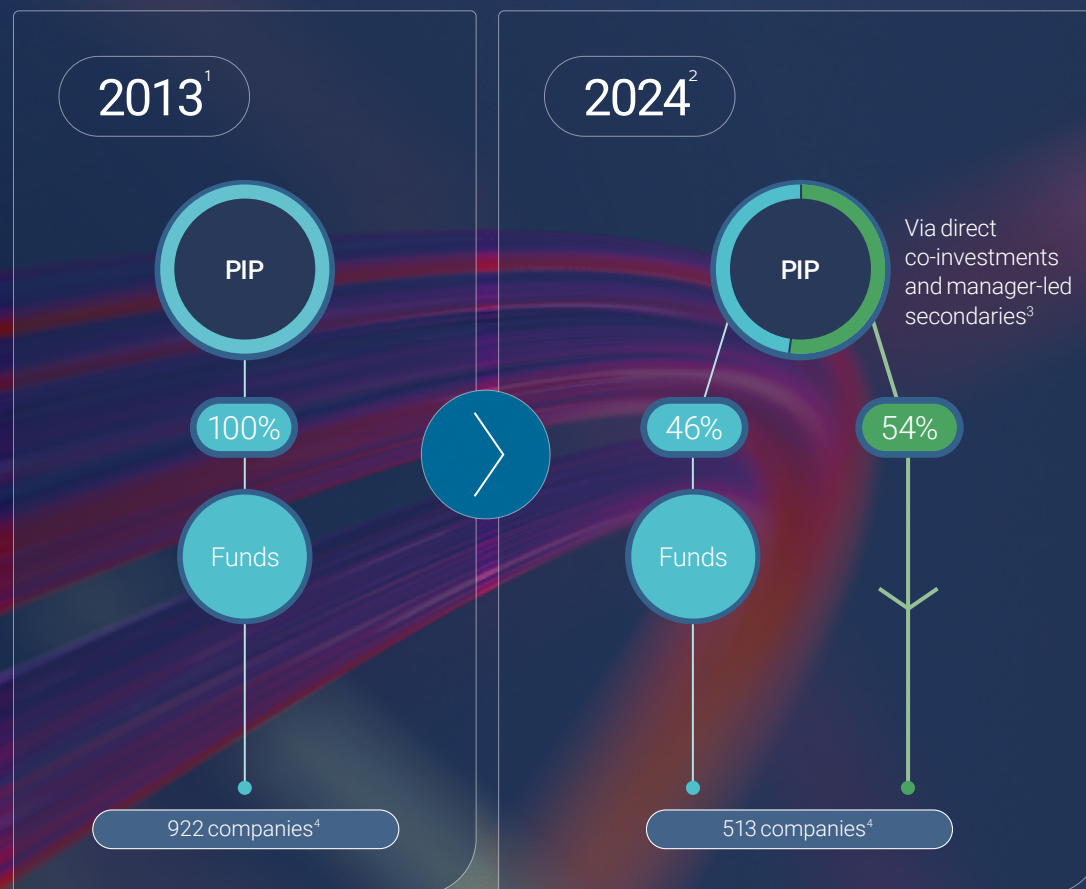 2013¹
PIP
100%
Funds
922 companies⁴
2024²
PIP
Via direct
co-investments
and manager-led
secondaries³
46%
54%
Funds
513 companies⁴